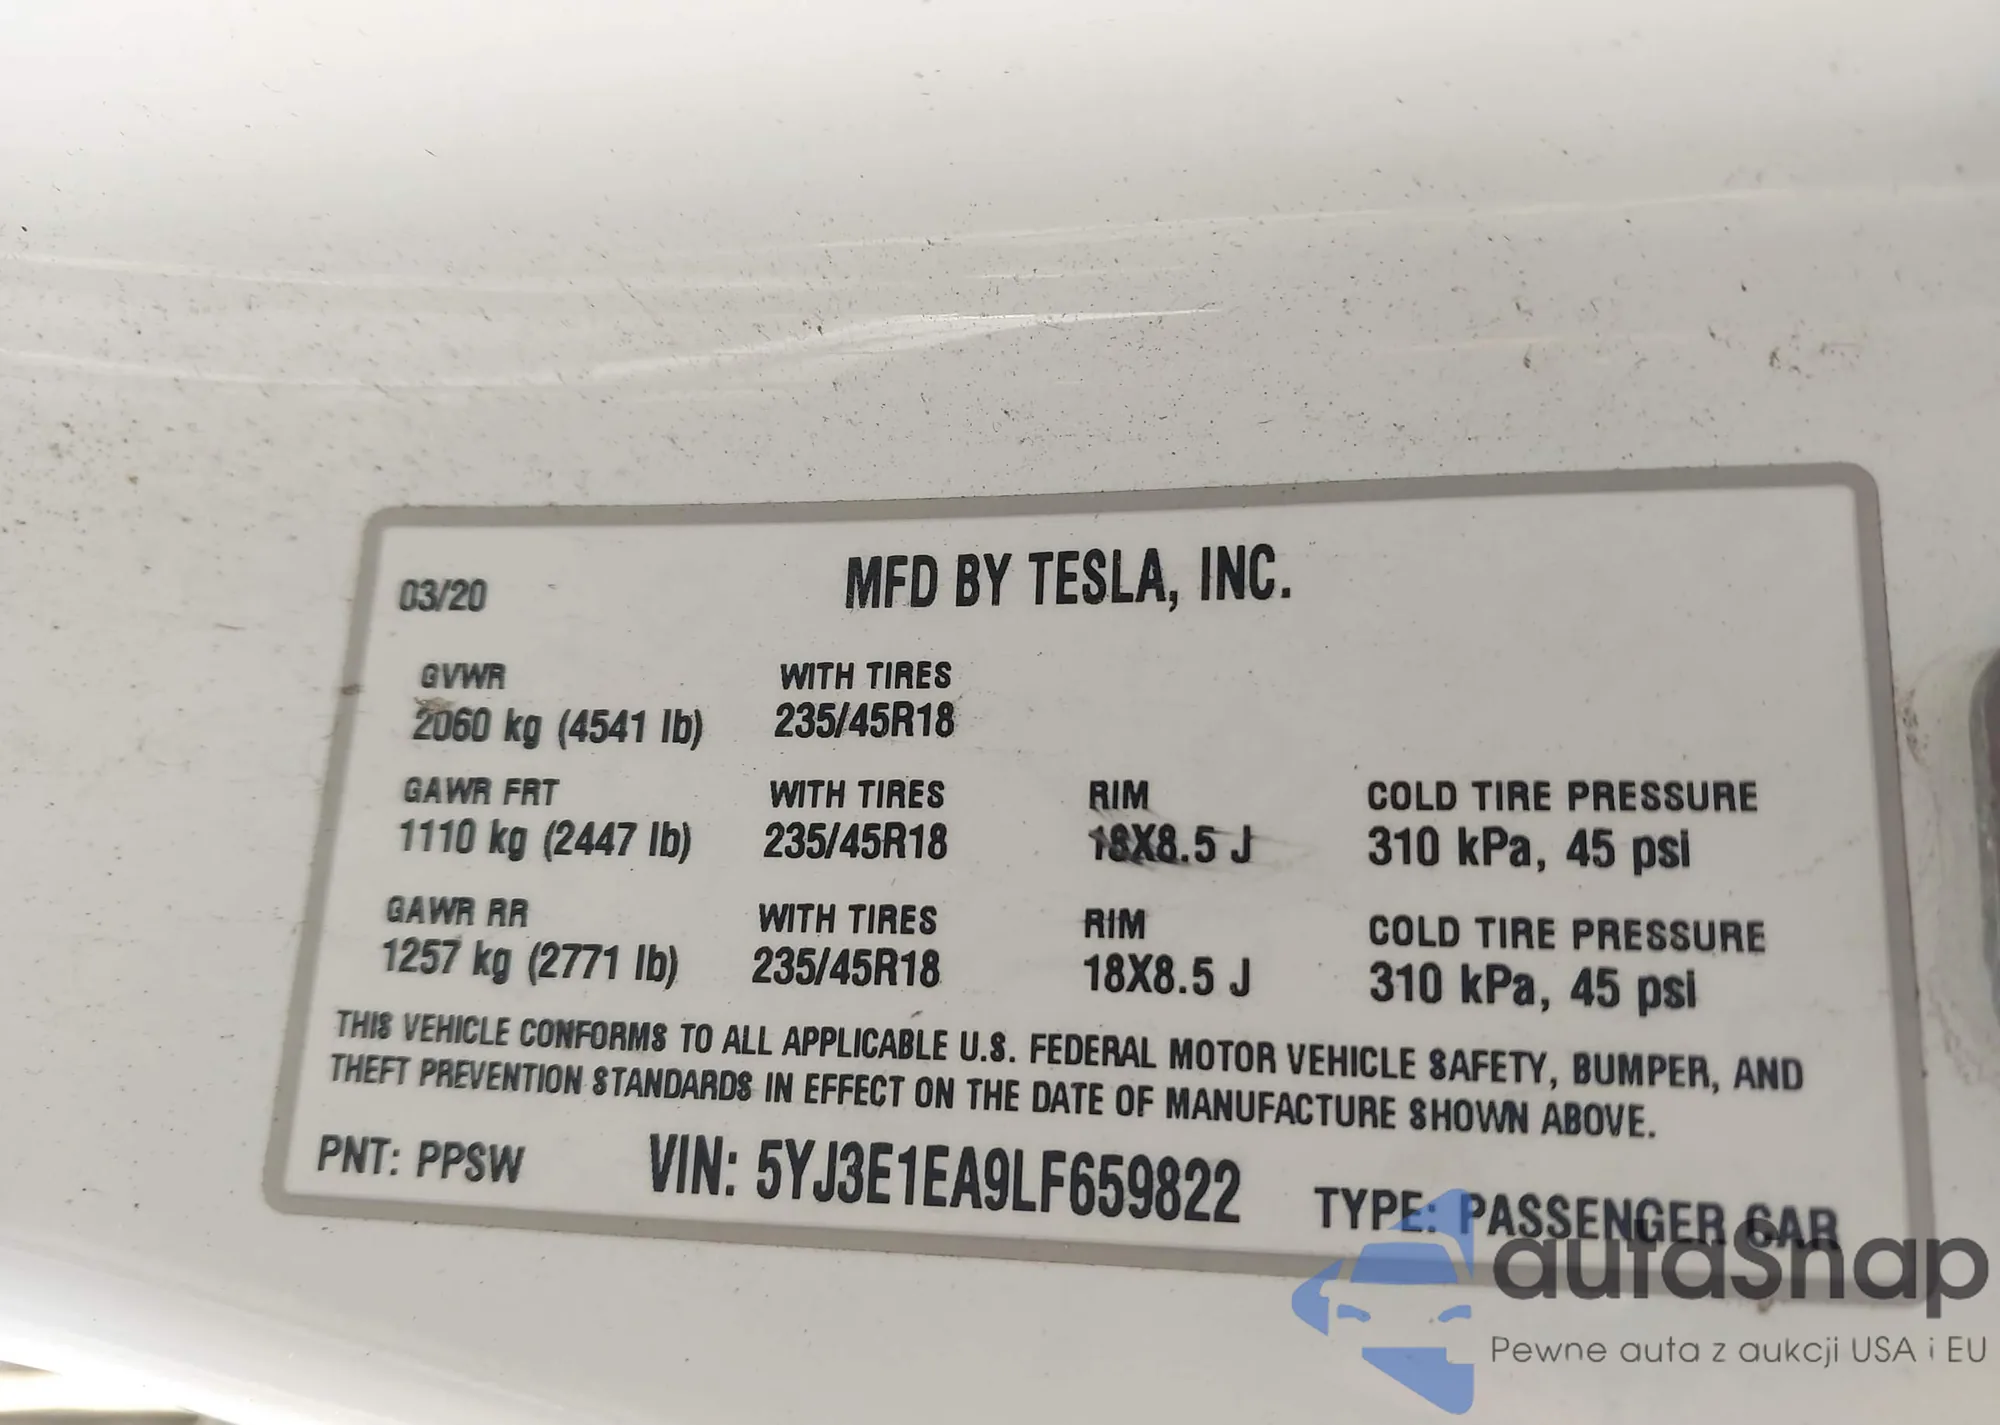 03/20 MFD BY TESLA, INC.
GVWR WITH TIRES
2060 kg (4541 lb) 235/45R18
GAWR FRT WITH TIRES RIM COLD TIRE PRESSURE
1110 kg (2447 lb) 235/45R18 18X8.5 J 310 kPa, 45 psi
GAWR RR WITH TIRES RIM COLD TIRE PRESSURE
1257 kg (2771 lb) 235/45R18 18X8.5 J 310 kPa, 45 psi
THIS VEHICLE CONFORMS TO ALL APPLICABLE U.S. FEDERAL MOTOR VEHICLE SAFETY, BUMPER, AND
THEFT PREVENTION STANDARDS IN EFFECT ON THE DATE OF MANUFACTURE SHOWN ABOVE.
PNT: PPSW VIN: 5YJ3E1EA9LF659822 TYPE: PASSENGER CAR
autaSnap
Pewne auta z aukcji USA i EU